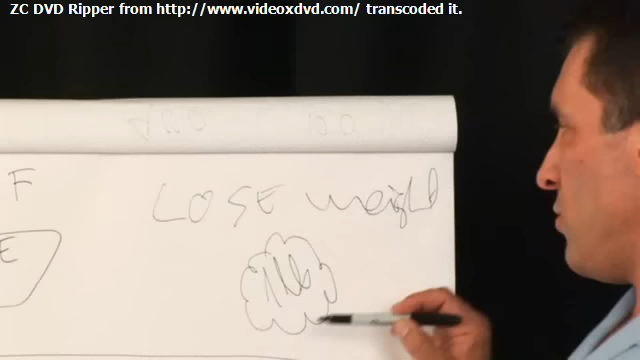 ZC DVD Ripper from http://www.videoxdvd.com/ transcoded it.
F
LOSE weight
E